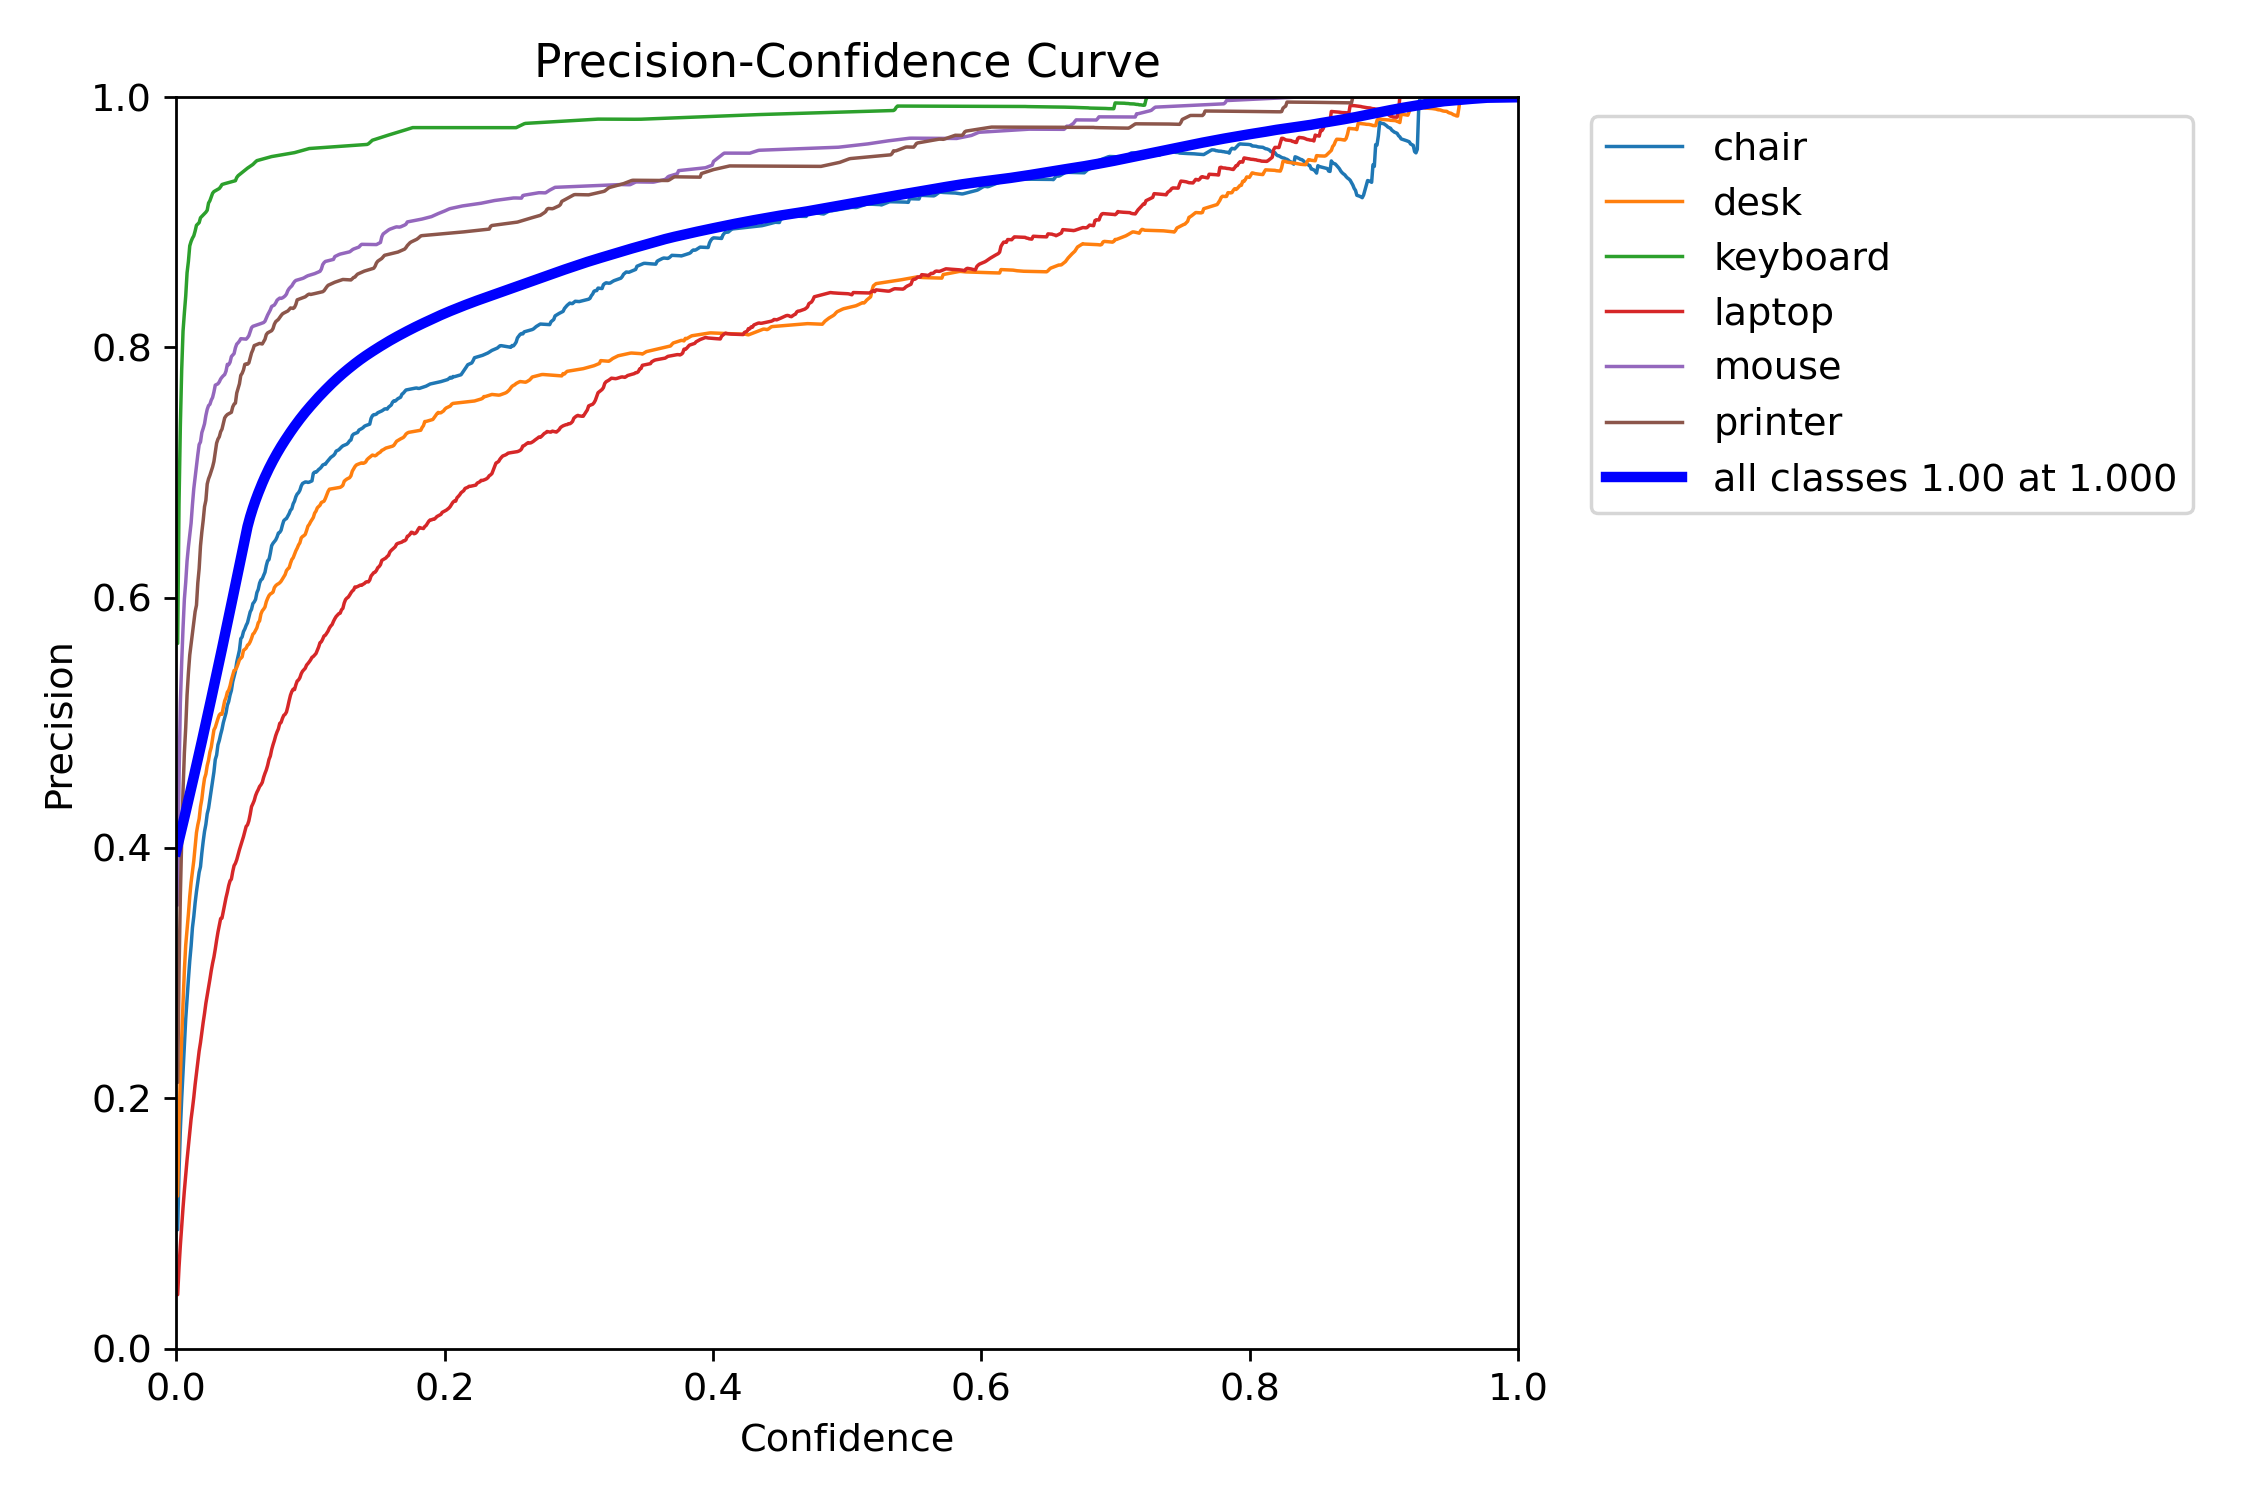 Precision-Confidence Curve
1.0
0.8
0.6
0.4
0.2
0.0
Precision
0.0 0.2 0.4 0.6 0.8 1.0
Confidence
chair
desk
keyboard
laptop
mouse
printer
all classes 1.00 at 1.000